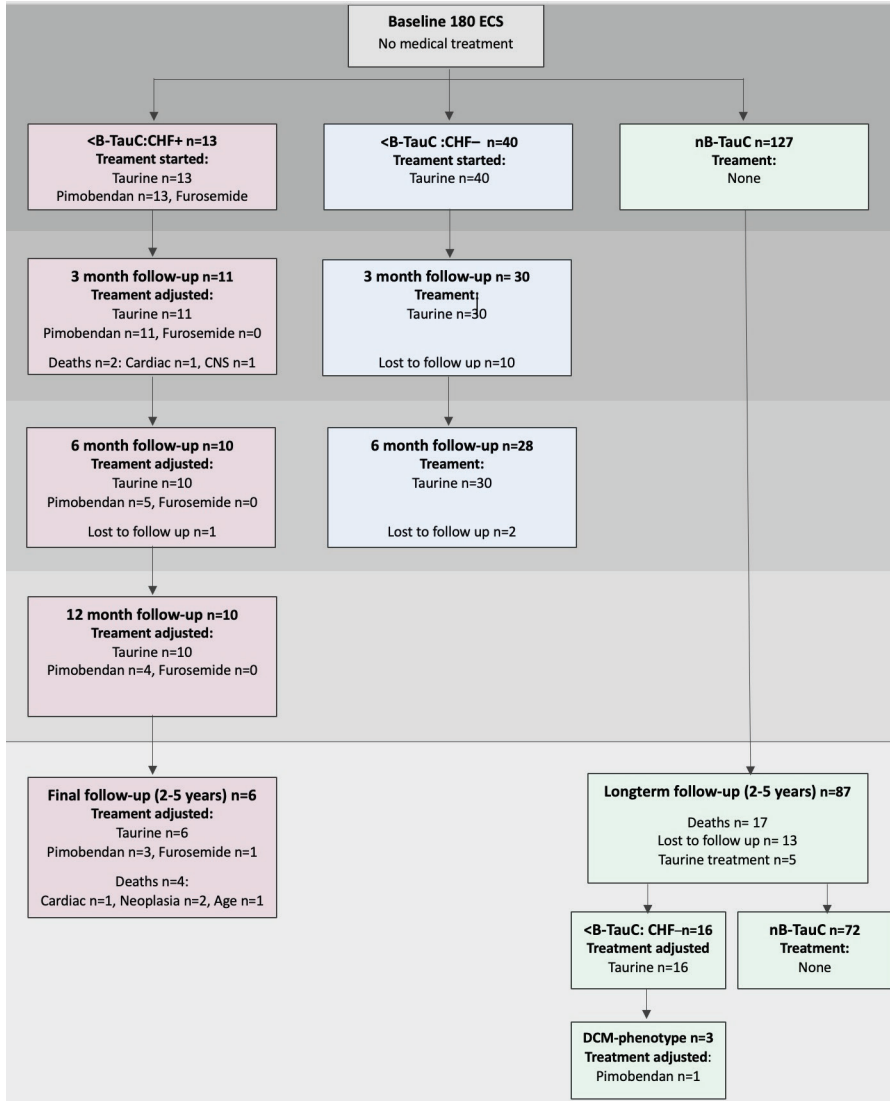 Baseline 180 ECS
No medical treatment
<B-TauC:CHF+ n=13
Treament started:
Taurine n=13
Pimobendan n=13, Furosemide
<B-TauC :CHF– n=40
Treatment started:
Taurine n=40
nB-TauC n=127
Treament:
None
3 month follow-up n=11
Treament adjusted:
Taurine n=11
Pimobendan n=11, Furosemide n=0
Deaths n=2: Cardiac n=1, CNS n=1
3 month follow-up n= 30
Treament:
Taurine n=30
Lost to follow up n=10
6 month follow-up n=10
Treament adjusted:
Taurine n=10
Pimobendan n=5, Furosemide n=0
Lost to follow up n=1
6 month follow-up n=28
Treament:
Taurine n=30
Lost to follow up n=2
12 month follow-up n=10
Treament adjusted:
Taurine n=10
Pimobendan n=4, Furosemide n=0
Final follow-up (2-5 years) n=6
Treament adjusted:
Taurine n=6
Pimobendan n=3, Furosemide n=1
Deaths n=4:
Cardiac n=1, Neoplasia n=2, Age n=1
Longterm follow-up (2-5 years) n=87
Deaths n= 17
Lost to follow up n= 13
Taurine treatment n=5
<B-TauC: CHF–n=16
Treatment adjusted
Taurine n=16
nB-TauC n=72
Treatment:
None
DCM-phenotype n=3
Treatment adjusted:
Pimobendan n=1